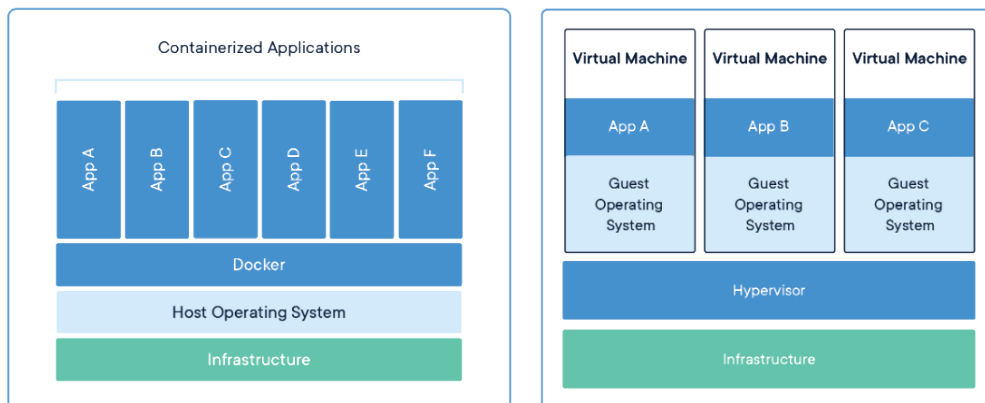 Containerized Applications
App A
App B
App C
App D
App E
App F
Docker
Host Operating System
Infrastructure
Virtual Machine
App A
Guest
Operating
System
Virtual Machine
App B
Guest
Operating
System
Virtual Machine
App C
Guest
Operating
System
Hypervisor
Infrastructure